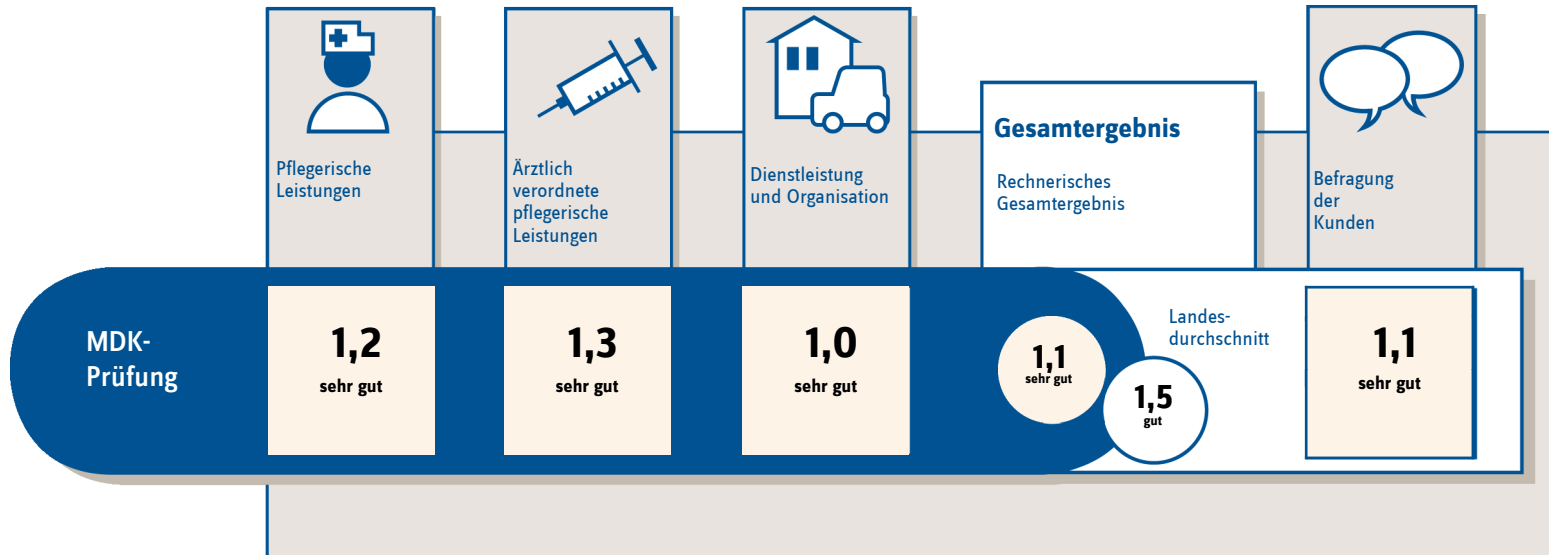 Pflegerische
Leistungen
Ärztlich
verordnete
pflegerische
Leistungen
Dienstleistung
und Organisation
Gesamtergebnis
Rechnerisches
Gesamtergebnis
Befragung
der
Kunden
MDK-
Prüfung
1,2
sehr gut
1,3
sehr gut
1,0
sehr gut
1,1
sehr gut
Landes-
durchschnitt
1,5
gut
1,1
sehr gut